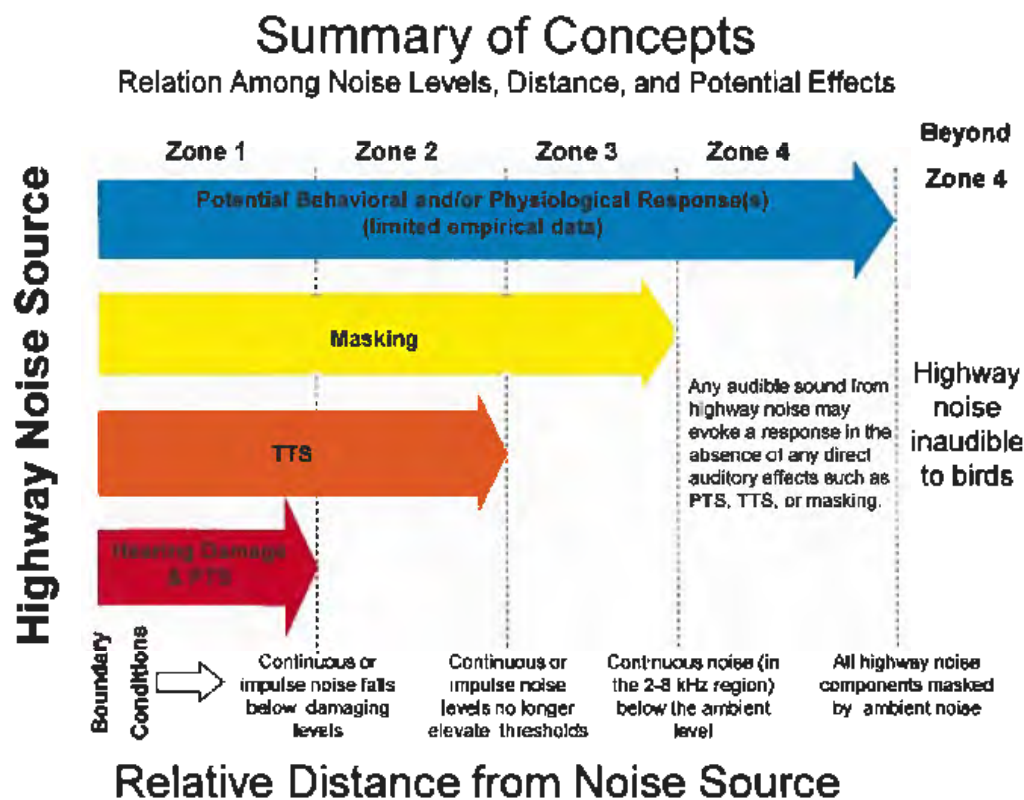 Summary of Concepts
Relation Among Noise Levels, Distance, and Potential Effects
Zone 1
Zone 2
Zone 3
Zone 4
Beyond
Zone 4
Highway Noise Source
Potential Behavioral and/or Physiological Response(s)
(limited empirical data)
Masking
TTS
Hearing Damage
& PTS
Any audible sound from
highway noise may
evoke a response in the
absence of any direct
auditory effects such as
PTS, TTS, or masking.
Highway
noise
inaudible
to birds
Boundary
Conditions
Continuous or
impulse noise falls
below damaging
levels
Continuous or
impulse noise
levels no longer
elevate thresholds
Continuous noise (in
the 2-8 kHz region)
below the ambient
level
All highway noise
components masked
by ambient noise
Relative Distance from Noise Source